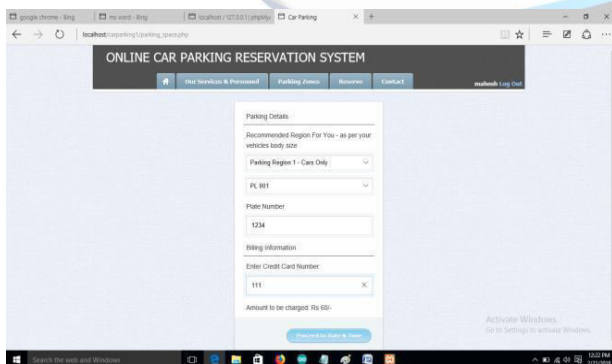 google chrome - Bing
ms word - Bing
localhost / 127.0.0.1 | phpMy
Car Parking
localhost/carparking1/parking_space.php
ONLINE CAR PARKING RESERVATION SYSTEM
Our Services & Personnel
Parking Zones
Reserve
Contact
mahesh Log Out
Parking Details
Recommended Region For You - as per your
vehicles body size
Parking Region 1 - Cars Only
PL 001
Plate Number
1234
Billing Information
Enter Credit Card Number
111
Amount to be charged: Rs 60/-
Proceed to Date & Time
Activate Windows
Go to Settings to activate Windows.
Search the web and Windows
12:22 PM